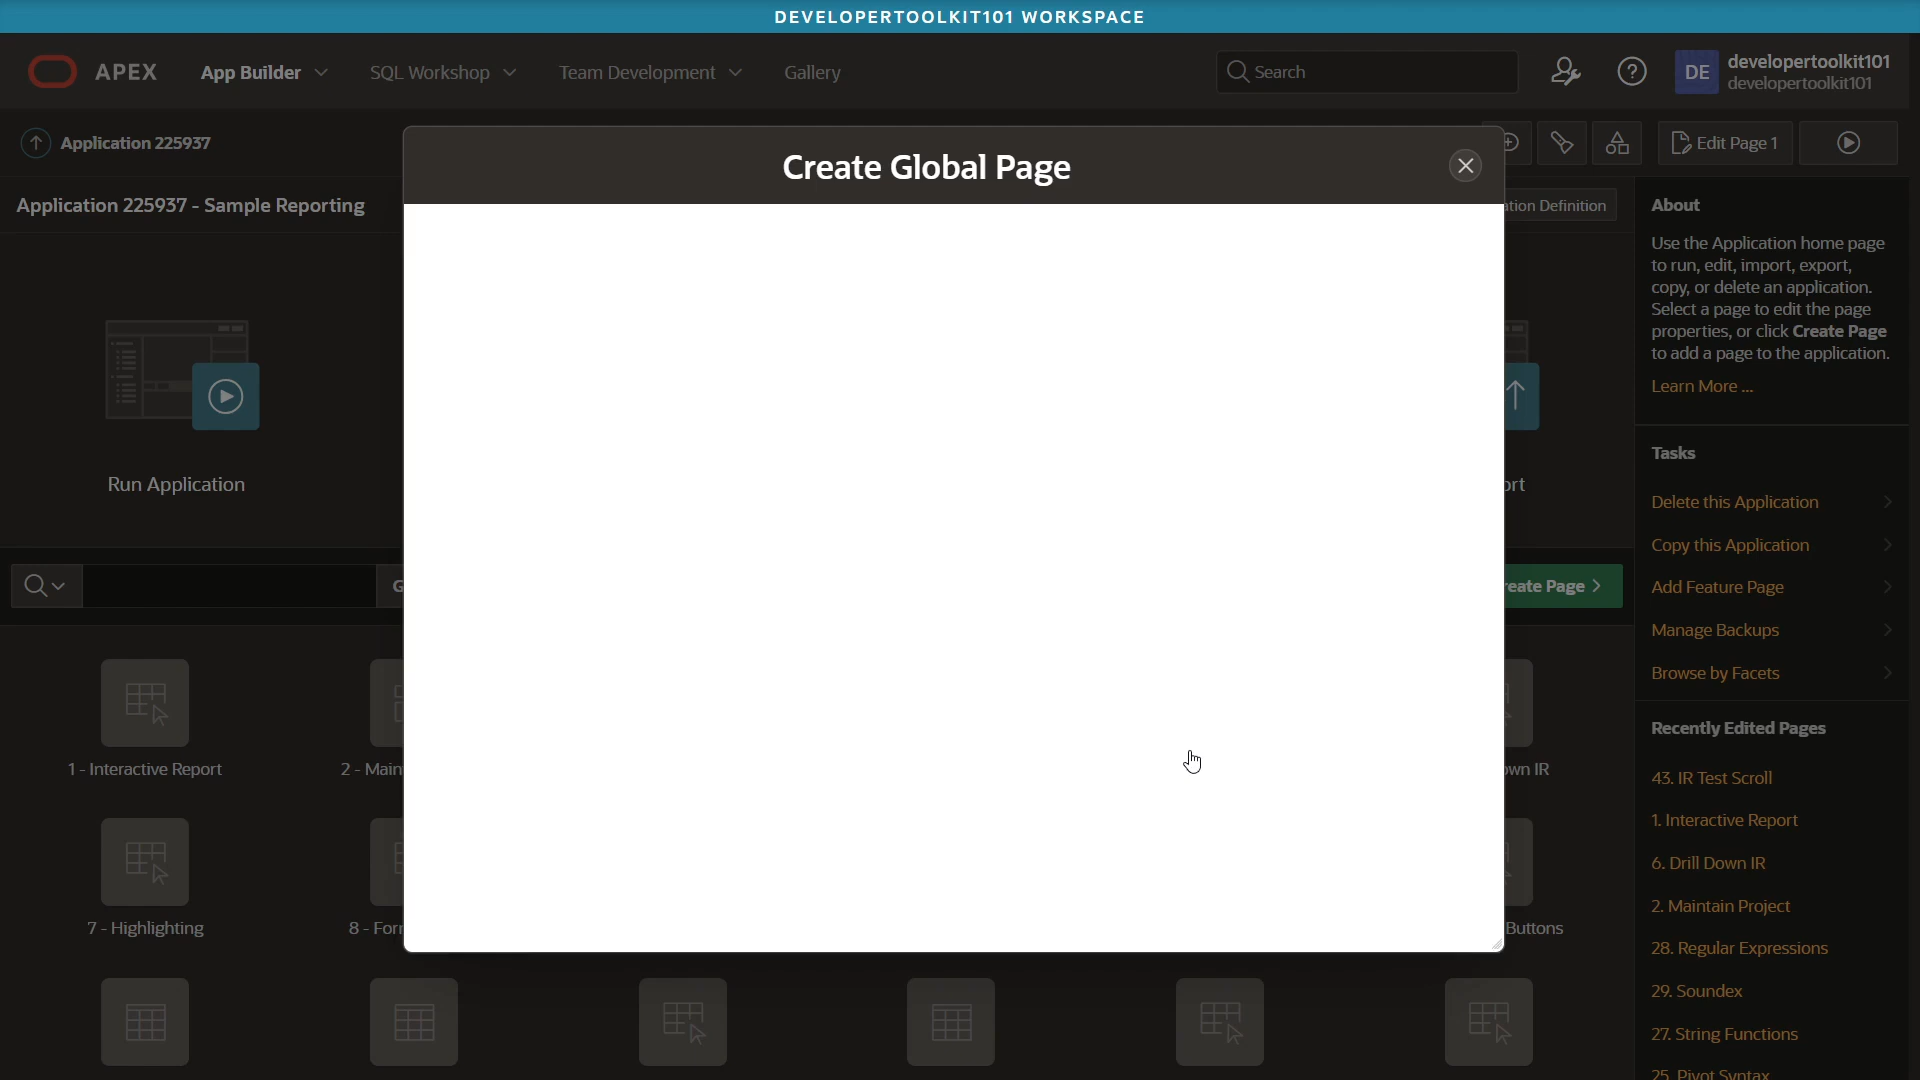 DEVELOPERTOOLKIT101 WORKSPACE
APEX
App Builder
SQL Workshop
Team Development
Gallery
Search
DE
developertoolkit101
developertoolkit101
Application 225937
Create Global Page
Edit Page 1
Application 225937 - Sample Reporting
Definition
Run Application
1 - Interactive Report
2 -
IR
7 - Highlighting
8 -
Buttons
Page
About
Use the Application home page
to run, edit, import, export,
copy, or delete an application.
Select a page to edit the page
properties, or click Create Page
to add a page to the application.
Learn More ...
Tasks
Delete this Application
Copy this Application
Add Feature Page
Manage Backups
Browse by Facets
Recently Edited Pages
43. IR Test Scroll
1. Interactive Report
6. Drill Down IR
2. Maintain Project
28. Regular Expressions
29. Soundex
27. String Functions
25. Pivot Syntax